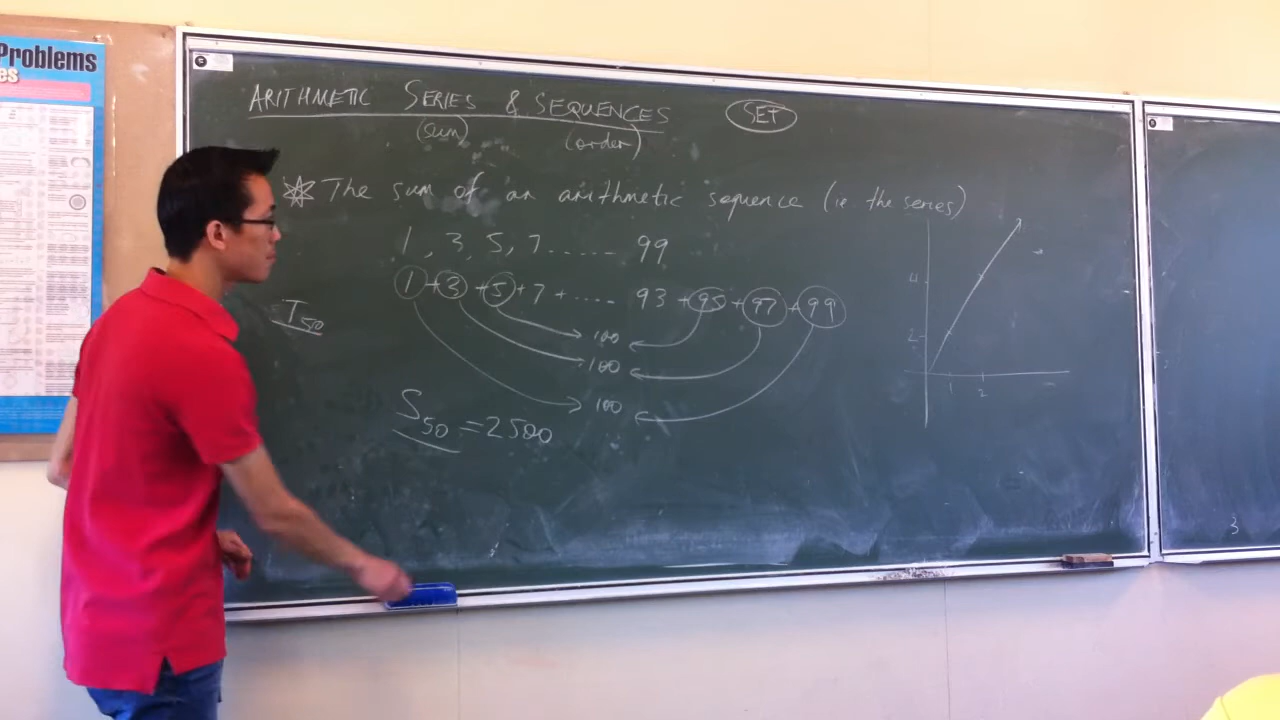 Problems
es
ARITHMETIC SERIES & SEQUENCES SET
(sum) (order)
The sum of an arithmetic sequence (ie. the series)
1, 3, 5, 7 ...... 99
1 + 3 + 5 + 7 + .... 93 + 95 + 97 + 99
T50
100
100
100
S50 = 2500
4
2
1 2
3